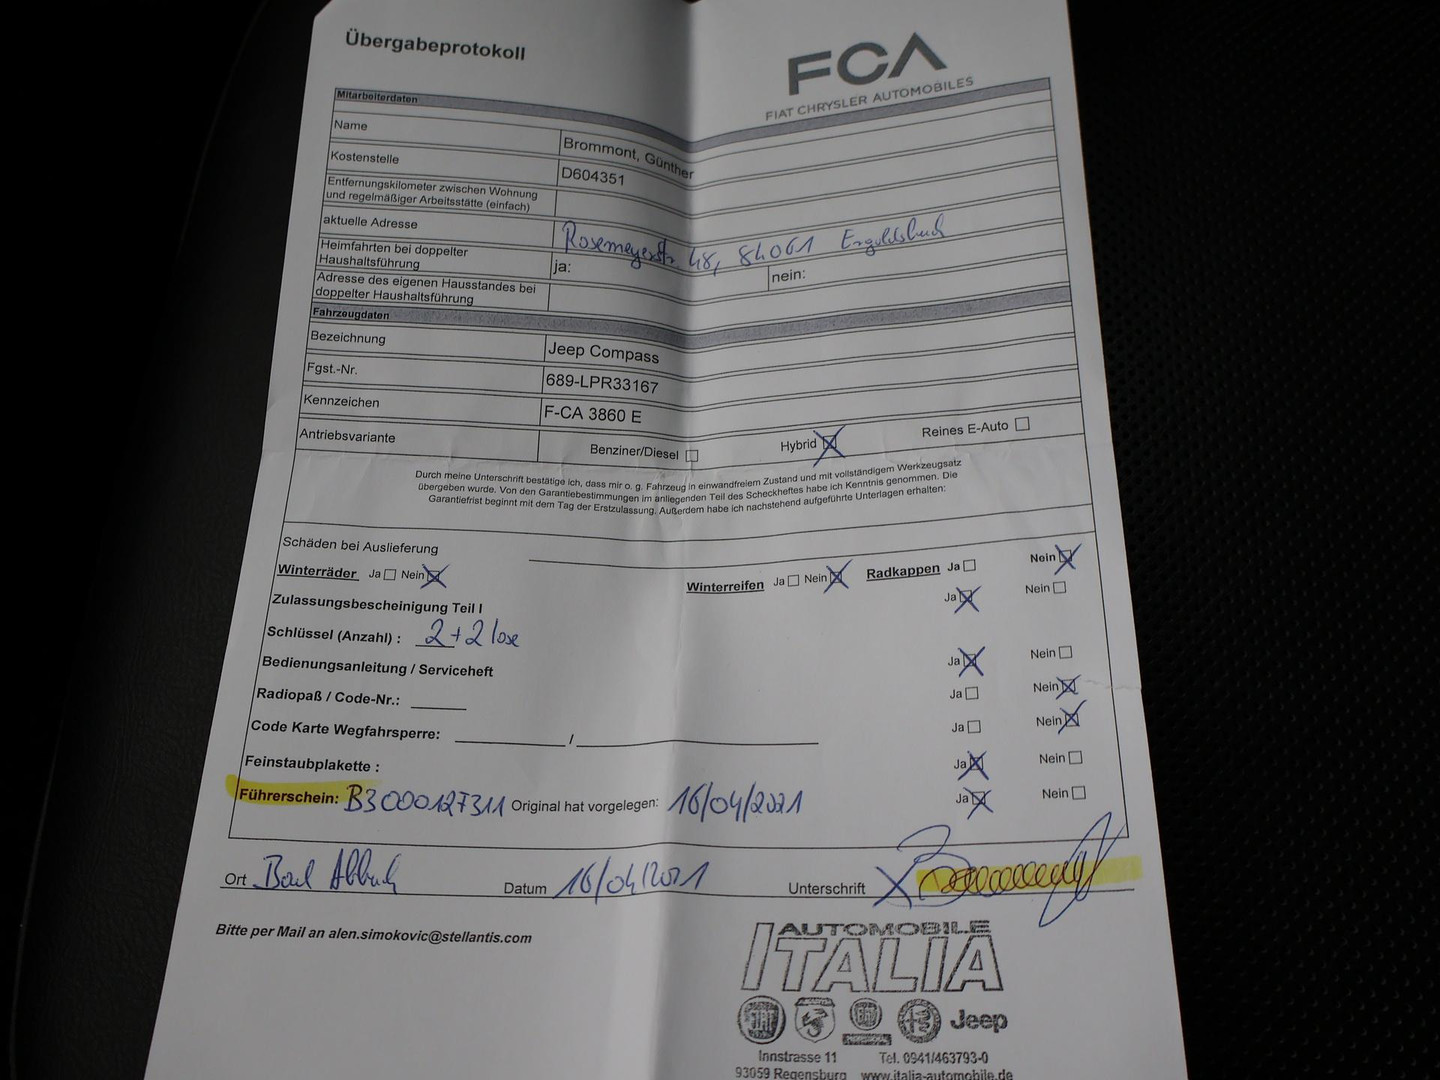 Übergabeprotokoll
FCA
FIAT CHRYSLER AUTOMOBILES
Mitarbeiterdaten
Name Brommont, Günther
Kostenstelle D604351
Entfernungskilometer zwischen Wohnung
und regelmäßiger Arbeitsstätte (einfach)
aktuelle Adresse Rosemeyerstr. 48, 84061 Ergoldsbach
Heimfahrten bei doppelter
Haushaltsführung ja: nein:
Adresse des eigenen Hausstandes bei
doppelter Haushaltsführung
Fahrzeugdaten
Bezeichnung Jeep Compass
Fgst.-Nr. 689-LPR33167
Kennzeichen F-CA 3860 E
Antriebsvariante Benziner/Diesel Hybrid Reines E-Auto
Durch meine Unterschrift bestätige ich, dass mir o. g. Fahrzeug in einwandfreiem Zustand und mit vollständigem Werkzeugsatz
übergeben wurde. Von den Garantiebestimmungen im anliegenden Teil des Scheckheftes habe ich Kenntnis genommen. Die
Garantiefrist beginnt mit dem Tag der Erstzulassung. Außerdem habe ich nachstehend aufgeführte Unterlagen erhalten:
Schäden bei Auslieferung
Winterräder Ja Nein Winterreifen Ja Nein Radkappen Ja Nein
Zulassungsbescheinigung Teil I Ja Nein
Schlüssel (Anzahl) : 2+2 lose
Bedienungsanleitung / Serviceheft Ja Nein
Radiopaß / Code-Nr.: Ja Nein
Code Karte Wegfahrsperre: / Ja Nein
Feinstaubplakette : Ja Nein
Führerschein: B3000127311 Original hat vorgelegen: 16/04/2021 Ja Nein
Ort Bad Abbach Datum 16/04/2021 Unterschrift X
Bitte per Mail an alen.simokovic@stellantis.com
AUTOMOBILE
ITALIA
FIAT Jeep
Innstrasse 11 Tel. 0941/463793-0
93059 Regensburg www.italia-automobile.de